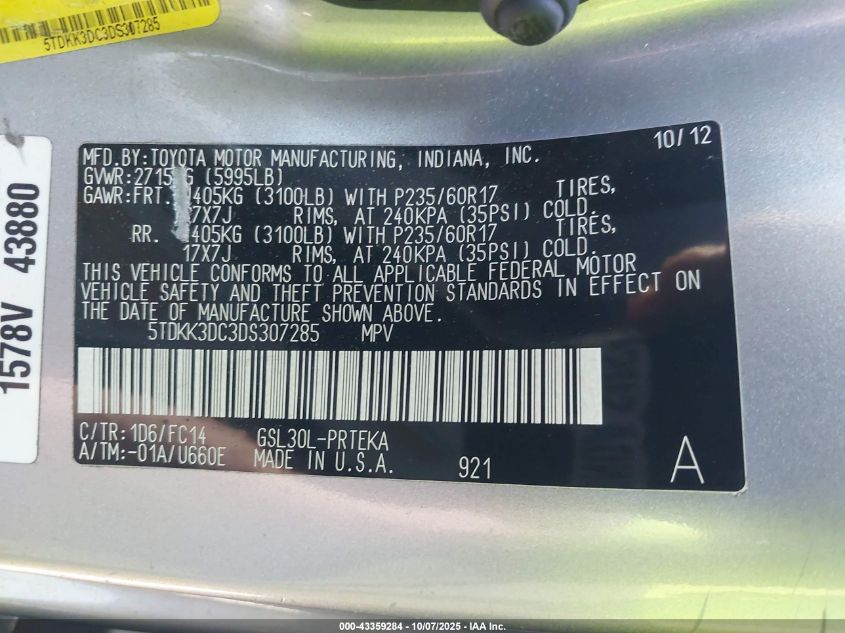 5TDKK3DC3DS307285
1578V 43880
10/12
MFD.BY:TOYOTA MOTOR MANUFACTURING, INDIANA, INC.
GVWR:2715 G (5995LB)
GAWR:FRT. 405KG (3100LB) WITH P235/60R17 TIRES,
7X7J RIMS, AT 240KPA (35PSI) COLD.
RR. 405KG (3100LB) WITH P235/60R17 TIRES,
17X7J RIMS, AT 240KPA (35PSI) COLD.
THIS VEHICLE CONFORMS TO ALL APPLICABLE FEDERAL MOTOR
VEHICLE SAFETY AND THEFT PREVENTION STANDARDS IN EFFECT ON
THE DATE OF MANUFACTURE SHOWN ABOVE.
5TDKK3DC3DS307285 MPV
C/TR:1D6/FC14 GSL30L-PRTEKA
A/TM:-01A/U660E MADE IN U.S.A. 921 A
000-43359284 - 10/07/2025 - IAA Inc.